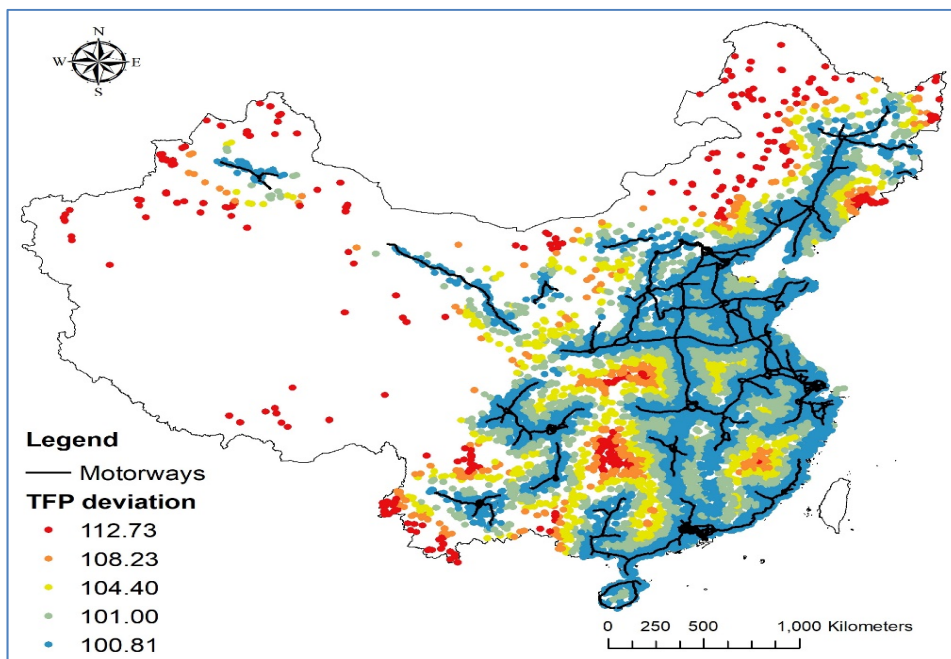 N
W E
S
Legend
Motorways
TFP deviation
112.73
108.23
104.40
101.00
100.81
0 250 500 1,000 Kilometers